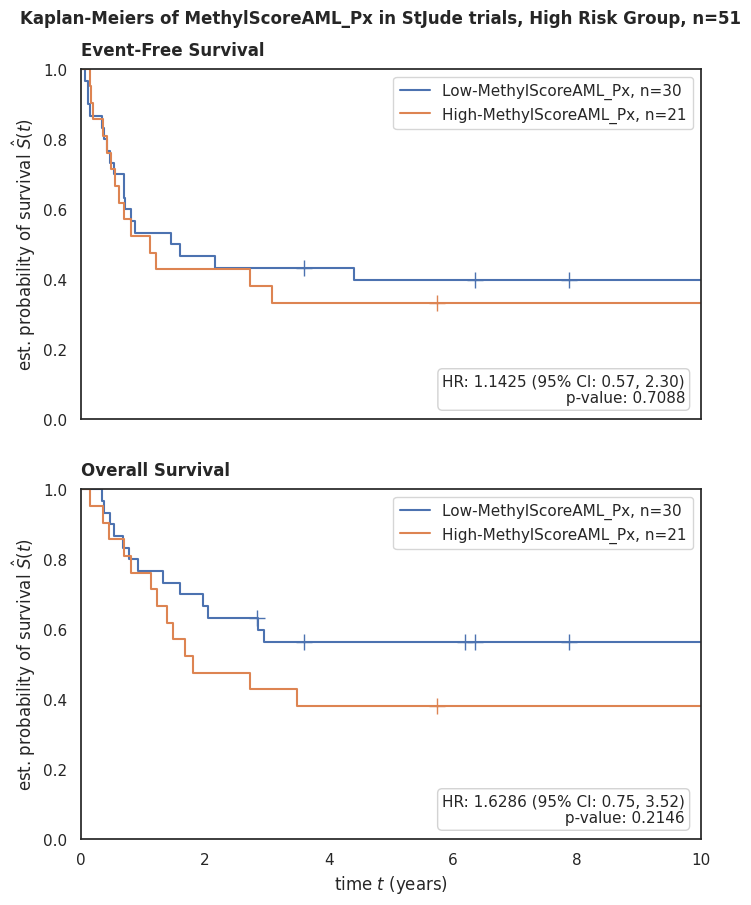 Kaplan-Meiers of MethylScoreAML_Px in StJude trials, High Risk Group, n=51
Event-Free Survival
est. probability of survival Ŝ(t)
1.0
0.8
0.6
0.4
0.2
0.0
Low-MethylScoreAML_Px, n=30
High-MethylScoreAML_Px, n=21
HR: 1.1425 (95% CI: 0.57, 2.30)
p-value: 0.7088
Overall Survival
est. probability of survival Ŝ(t)
1.0
0.8
0.6
0.4
0.2
0.0
Low-MethylScoreAML_Px, n=30
High-MethylScoreAML_Px, n=21
HR: 1.6286 (95% CI: 0.75, 3.52)
p-value: 0.2146
0 2 4 6 8 10
time t (years)